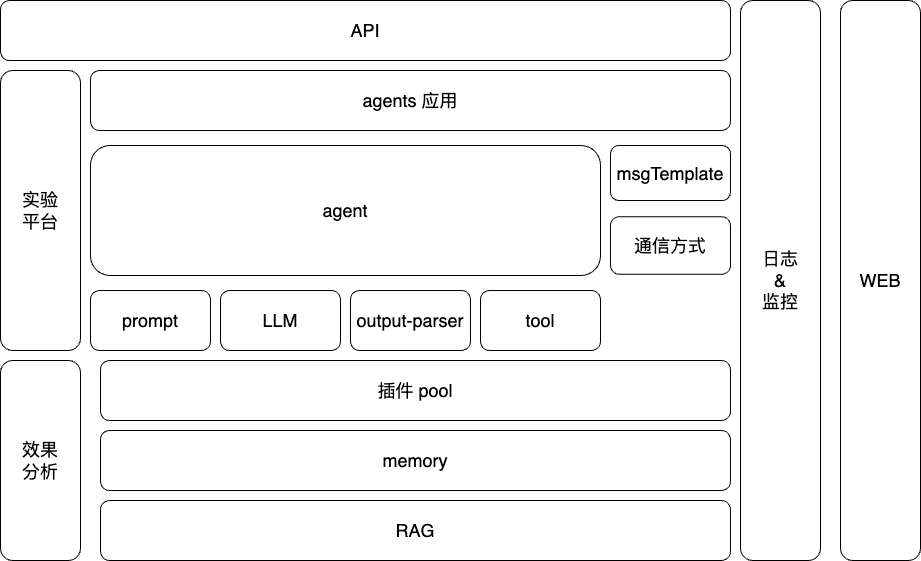 API
agents 应用
实验
平台
agent
msgTemplate
通信方式
prompt
LLM
output-parser
tool
效果
分析
插件 pool
memory
RAG
日志
&
监控
WEB